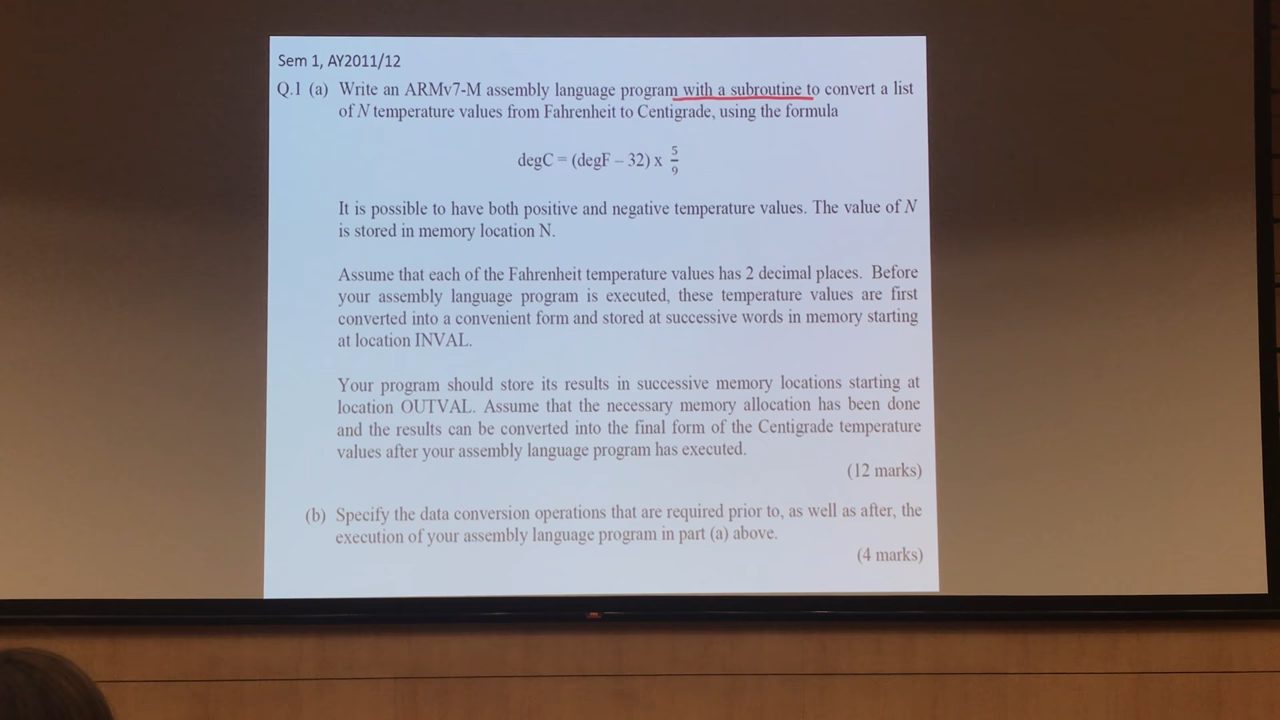 Sem 1, AY2011/12
Q.1 (a) Write an ARMv7-M assembly language program with a subroutine to convert a list
of N temperature values from Fahrenheit to Centigrade, using the formula
degC = (degF – 32) x 5/9
It is possible to have both positive and negative temperature values. The value of N
is stored in memory location N.
Assume that each of the Fahrenheit temperature values has 2 decimal places. Before
your assembly language program is executed, these temperature values are first
converted into a convenient form and stored at successive words in memory starting
at location INVAL.
Your program should store its results in successive memory locations starting at
location OUTVAL. Assume that the necessary memory allocation has been done
and the results can be converted into the final form of the Centigrade temperature
values after your assembly language program has executed.
(12 marks)
(b) Specify the data conversion operations that are required prior to, as well as after, the
execution of your assembly language program in part (a) above.
(4 marks)